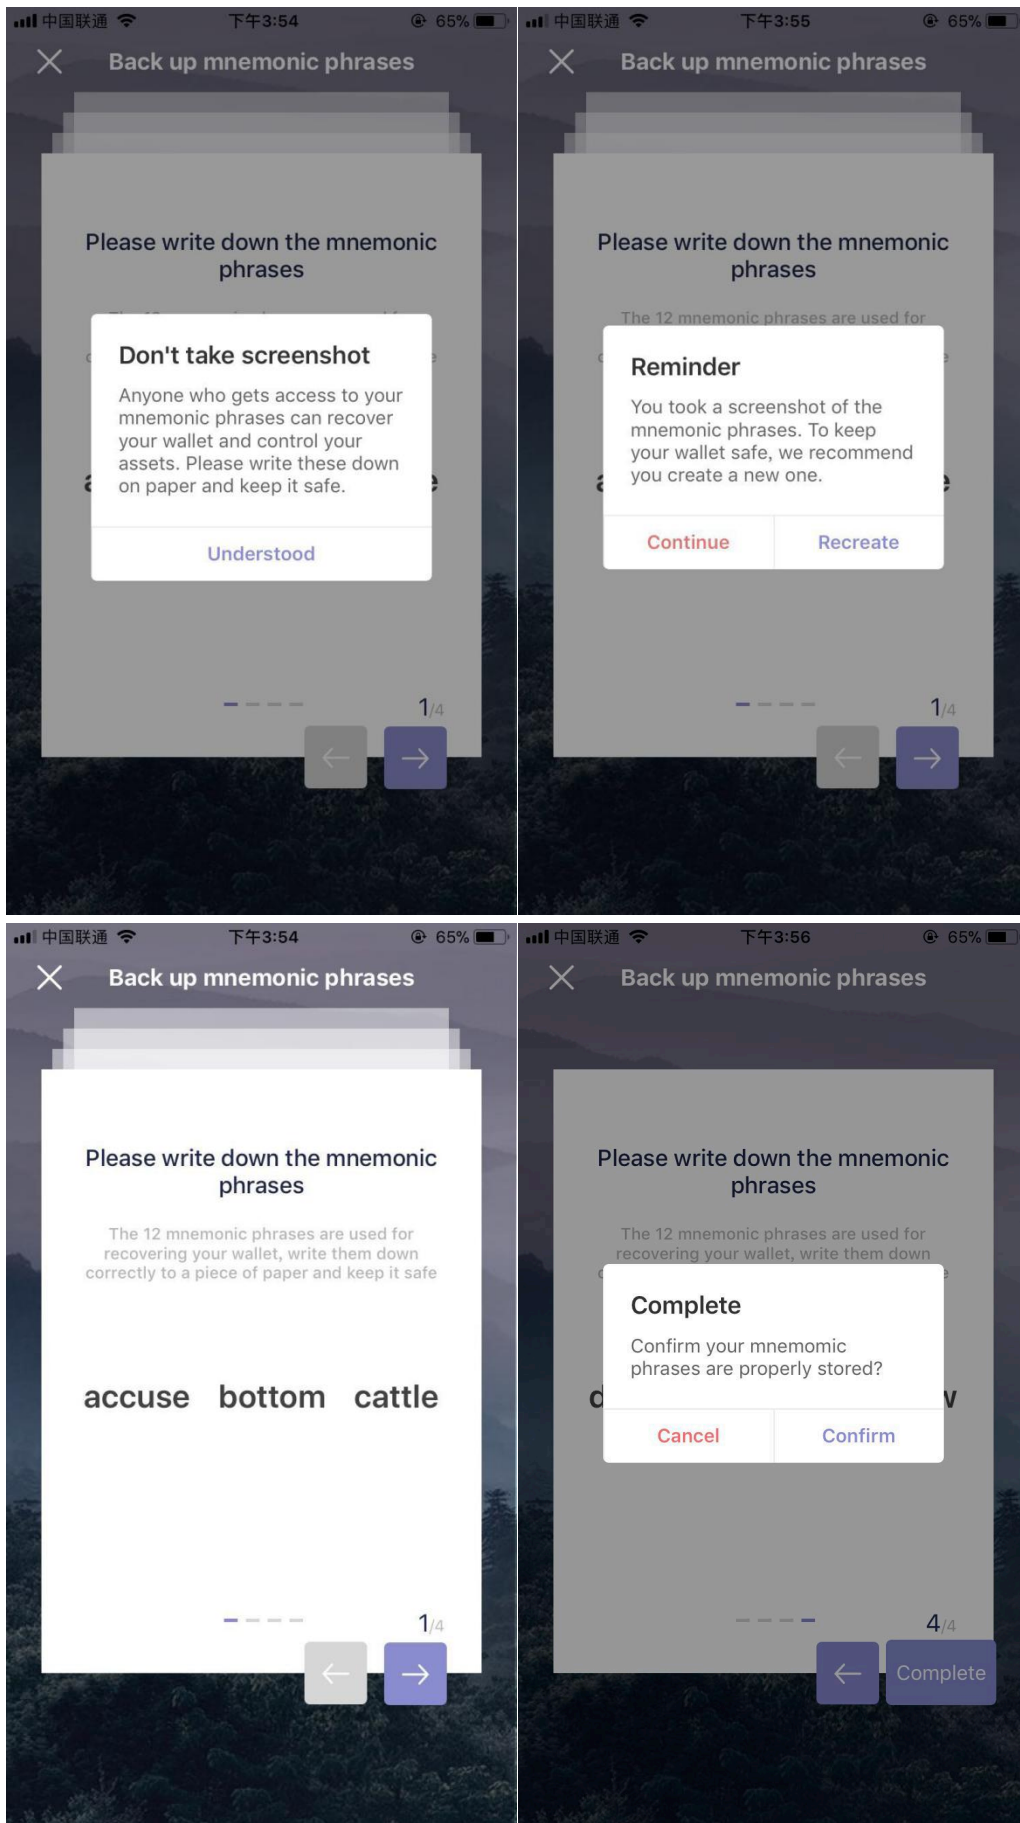 中国联通 下午3:54 65%
Back up mnemonic phrases
Please write down the mnemonic
phrases
Don't take screenshot
Anyone who gets access to your
mnemonic phrases can recover
your wallet and control your
assets. Please write these down
on paper and keep it safe.
Understood
1/4
中国联通 下午3:55 65%
Back up mnemonic phrases
Please write down the mnemonic
phrases
The 12 mnemonic phrases are used for
Reminder
You took a screenshot of the
mnemonic phrases. To keep
your wallet safe, we recommend
you create a new one.
Continue Recreate
1/4
中国联通 下午3:54 65%
Back up mnemonic phrases
Please write down the mnemonic
phrases
The 12 mnemonic phrases are used for
recovering your wallet, write them down
correctly to a piece of paper and keep it safe
accuse bottom cattle
1/4
中国联通 下午3:56 65%
Back up mnemonic phrases
Please write down the mnemonic
phrases
The 12 mnemonic phrases are used for
recovering your wallet, write them down
Complete
Confirm your mnemomic
phrases are properly stored?
Cancel Confirm
4/4
Complete